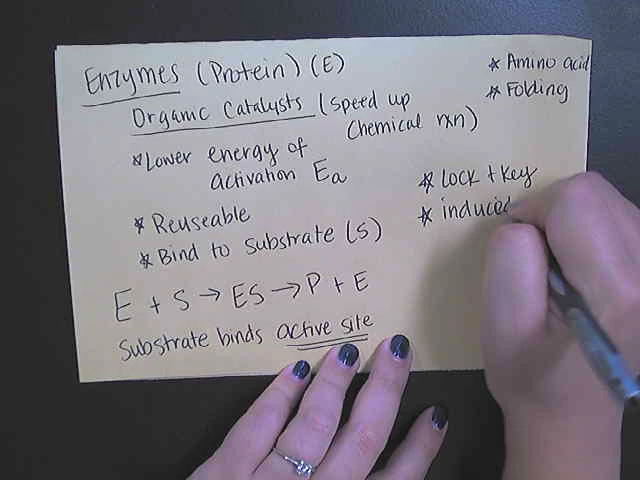 Enzymes (Protein) (E)
Organic Catalysts (speed up
Chemical rxn)
* Lower energy of
activation Ea
* Reuseable
* Bind to Substrate (S)
E + S → ES → P + E
Substrate binds active site
* Amino acid
* Folding
* Lock + Key
* induced